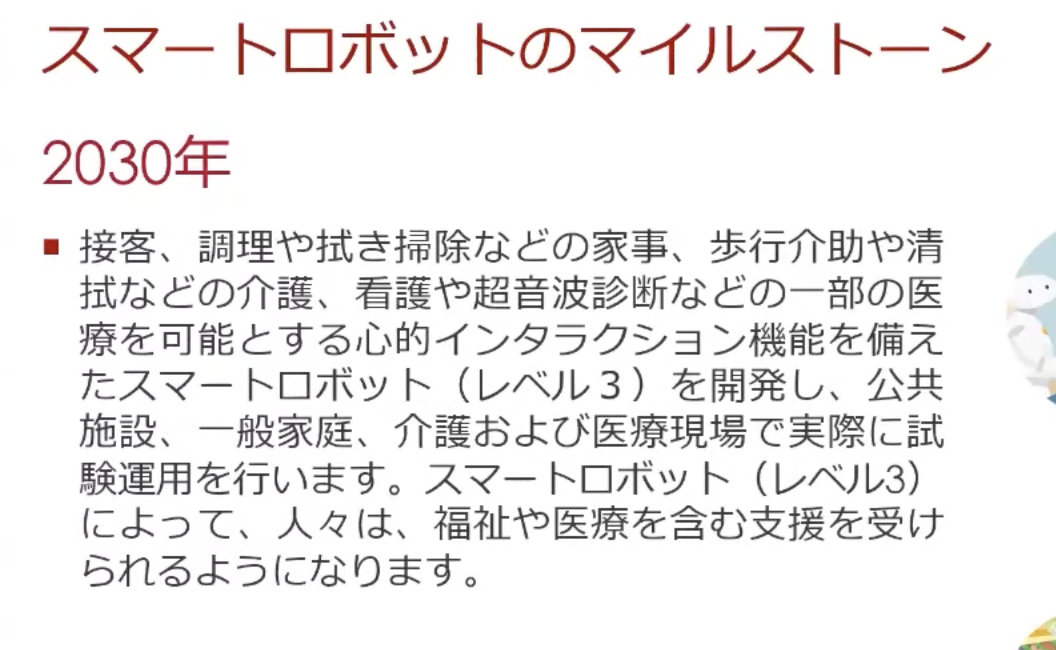 スマートロボットのマイルストーン
2030年
■ 接客、調理や拭き掃除などの家事、歩行介助や清
拭などの介護、看護や超音波診断などの一部の医
療を可能とする心的インタラクション機能を備え
たスマートロボット（レベル３）を開発し、公共
施設、一般家庭、介護および医療現場で実際に試
験運用を行います。スマートロボット（レベル3）
によって、人々は、福祉や医療を含む支援を受け
られるようになります。